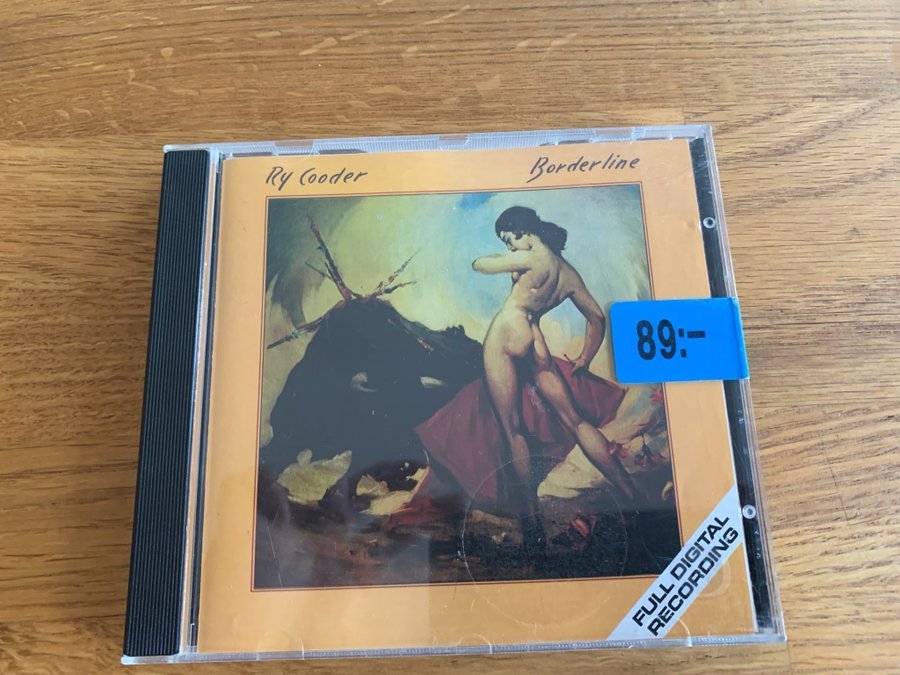 Ry Cooder
Borderline
89:-
FULL DIGITAL
RECORDING